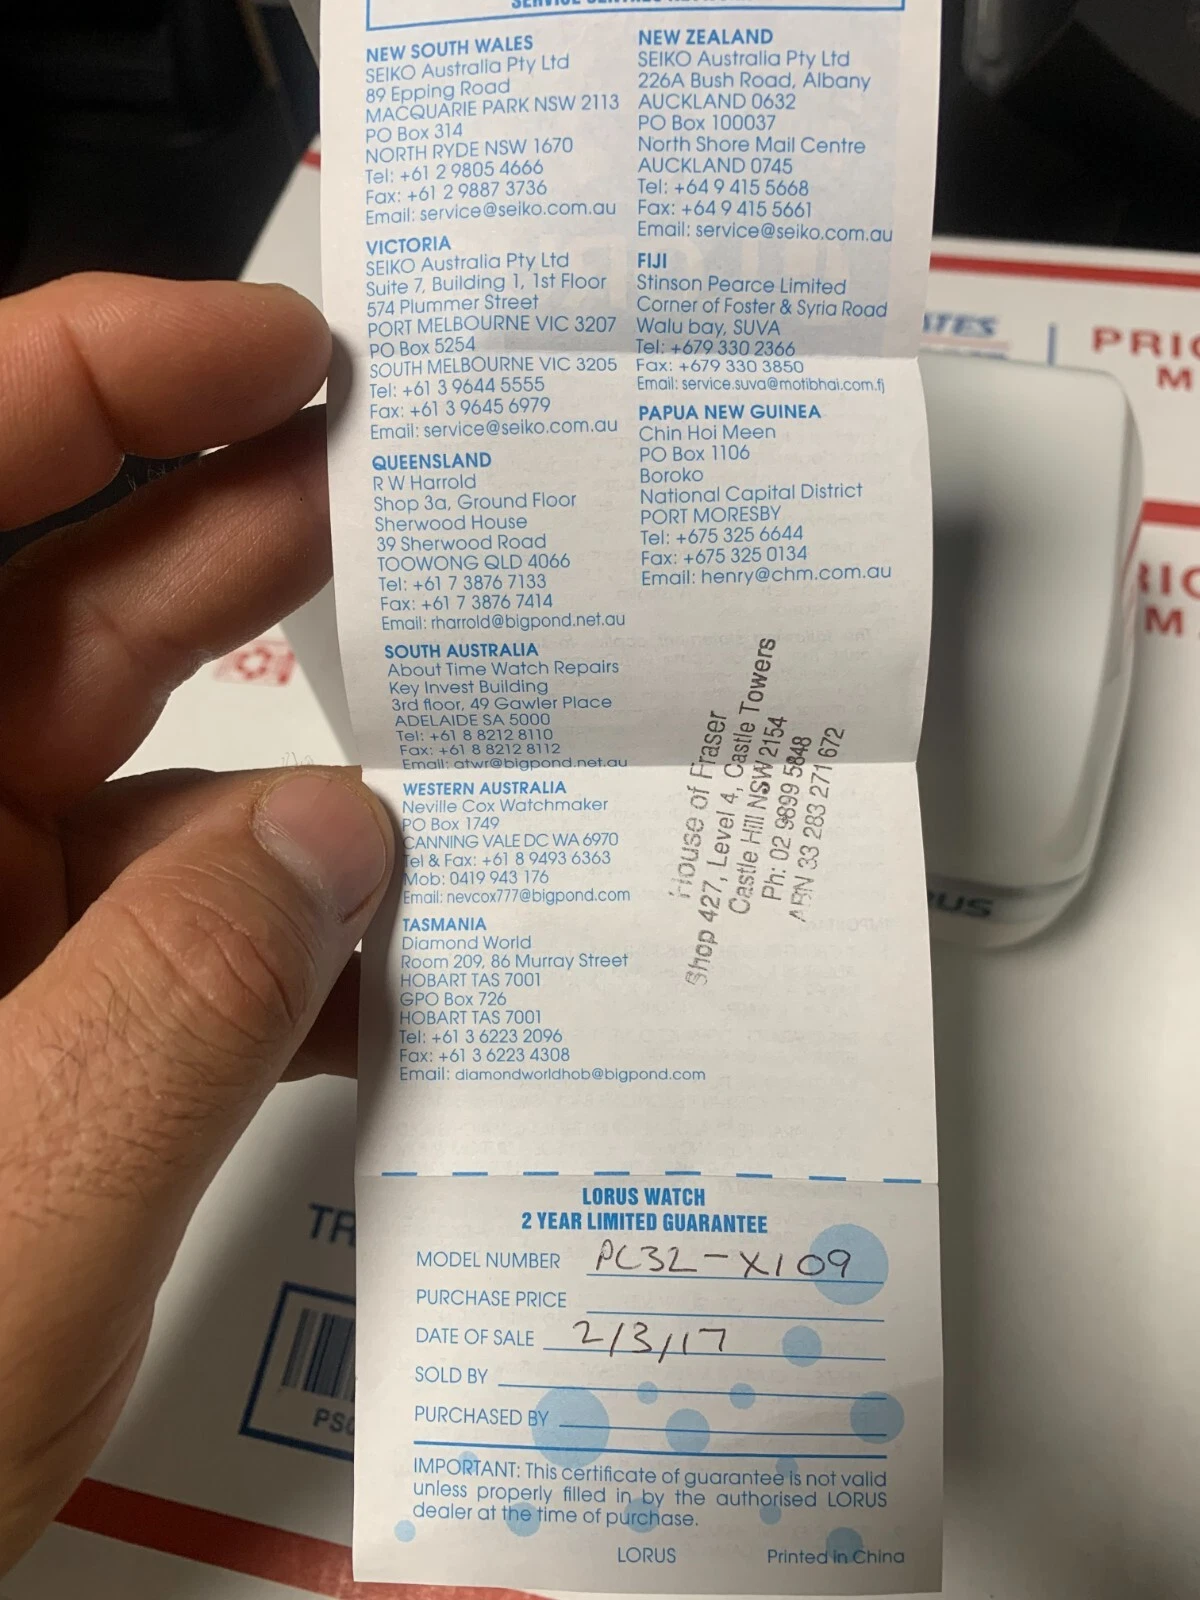 NEW SOUTH WALES
SEIKO Australia Pty Ltd
89 Epping Road
MACQUARIE PARK NSW 2113
PO Box 314
NORTH RYDE NSW 1670
Tel: +61 2 9805 4666
Fax: +61 2 9887 3736
Email: service@seiko.com.au
VICTORIA
SEIKO Australia Pty Ltd
Suite 7, Building 1, 1st Floor
574 Plummer Street
PORT MELBOURNE VIC 3207
PO Box 5254
SOUTH MELBOURNE VIC 3205
Tel: +61 3 9644 5555
Fax: +61 3 9645 6979
Email: service@seiko.com.au
QUEENSLAND
R W Harrold
Shop 3a, Ground Floor
Sherwood House
39 Sherwood Road
TOOWONG QLD 4066
Tel: +61 7 3876 7133
Fax: +61 7 3876 7414
Email: rharrold@bigpond.net.au
SOUTH AUSTRALIA
About Time Watch Repairs
Key Invest Building
3rd floor, 49 Gawler Place
ADELAIDE SA 5000
Tel: +61 8 8212 8110
Fax: +61 8 8212 8112
Email: atwr@bigpond.net.au
WESTERN AUSTRALIA
Neville Cox Watchmaker
PO Box 1749
CANNING VALE DC WA 6970
Tel & Fax: +61 8 9493 6363
Mob: 0419 943 176
Email: nevcox777@bigpond.com
TASMANIA
Diamond World
Room 209, 86 Murray Street
HOBART TAS 7001
GPO Box 726
HOBART TAS 7001
Tel: +61 3 6223 2096
Fax: +61 3 6223 4308
Email: diamondworldhob@bigpond.com
NEW ZEALAND
SEIKO Australia Pty Ltd
226A Bush Road, Albany
AUCKLAND 0632
PO Box 100037
North Shore Mail Centre
AUCKLAND 0745
Tel: +64 9 415 5668
Fax: +64 9 415 5661
Email: service@seiko.com.au
FIJI
Stinson Pearce Limited
Corner of Foster & Syria Road
Walu bay, SUVA
Tel: +679 330 2366
Fax: +679 330 3850
Email: service.suva@motibhai.com.fj
PAPUA NEW GUINEA
Chin Hoi Meen
PO Box 1106
Boroko
National Capital District
PORT MORESBY
Tel: +675 325 6644
Fax: +675 325 0134
Email: henry@chm.com.au
House of Fraser
Shop 427, Level 4, Castle Towers
Castle Hill NSW 2154
Ph: 02 9899 5848
ABN 33 283 271 672
LORUS WATCH
2 YEAR LIMITED GUARANTEE
MODEL NUMBER PC32-X109
PURCHASE PRICE
DATE OF SALE 2/3/17
SOLD BY
PURCHASED BY
IMPORTANT: This certificate of guarantee is not valid
unless properly filled in by the authorised LORUS
dealer at the time of purchase.
LORUS Printed in China